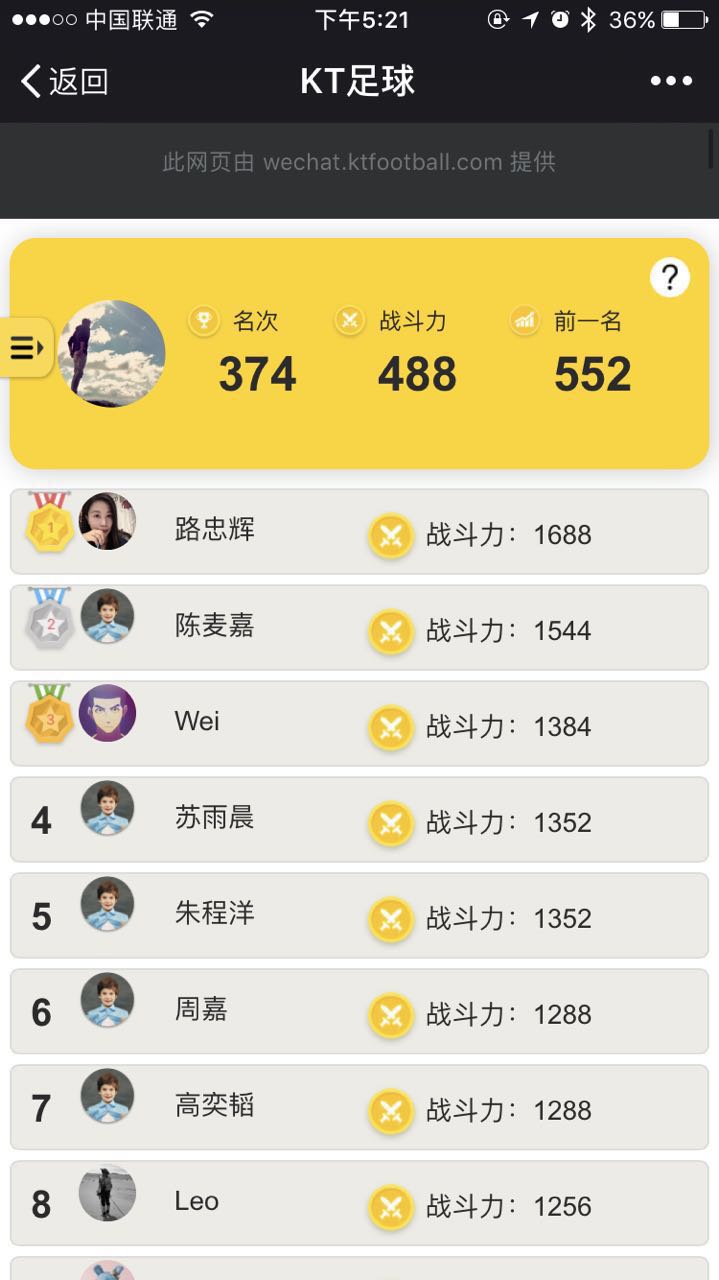 中国联通 下午5:21 36%
返回 KT足球
此网页由 wechat.ktfootball.com 提供
?
名次 战斗力 前一名
374 488 552
1 路忠辉 战斗力：1688
2 陈麦嘉 战斗力：1544
3 Wei 战斗力：1384
4 苏雨晨 战斗力：1352
5 朱程洋 战斗力：1352
6 周嘉 战斗力：1288
7 高奕韬 战斗力：1288
8 Leo 战斗力：1256